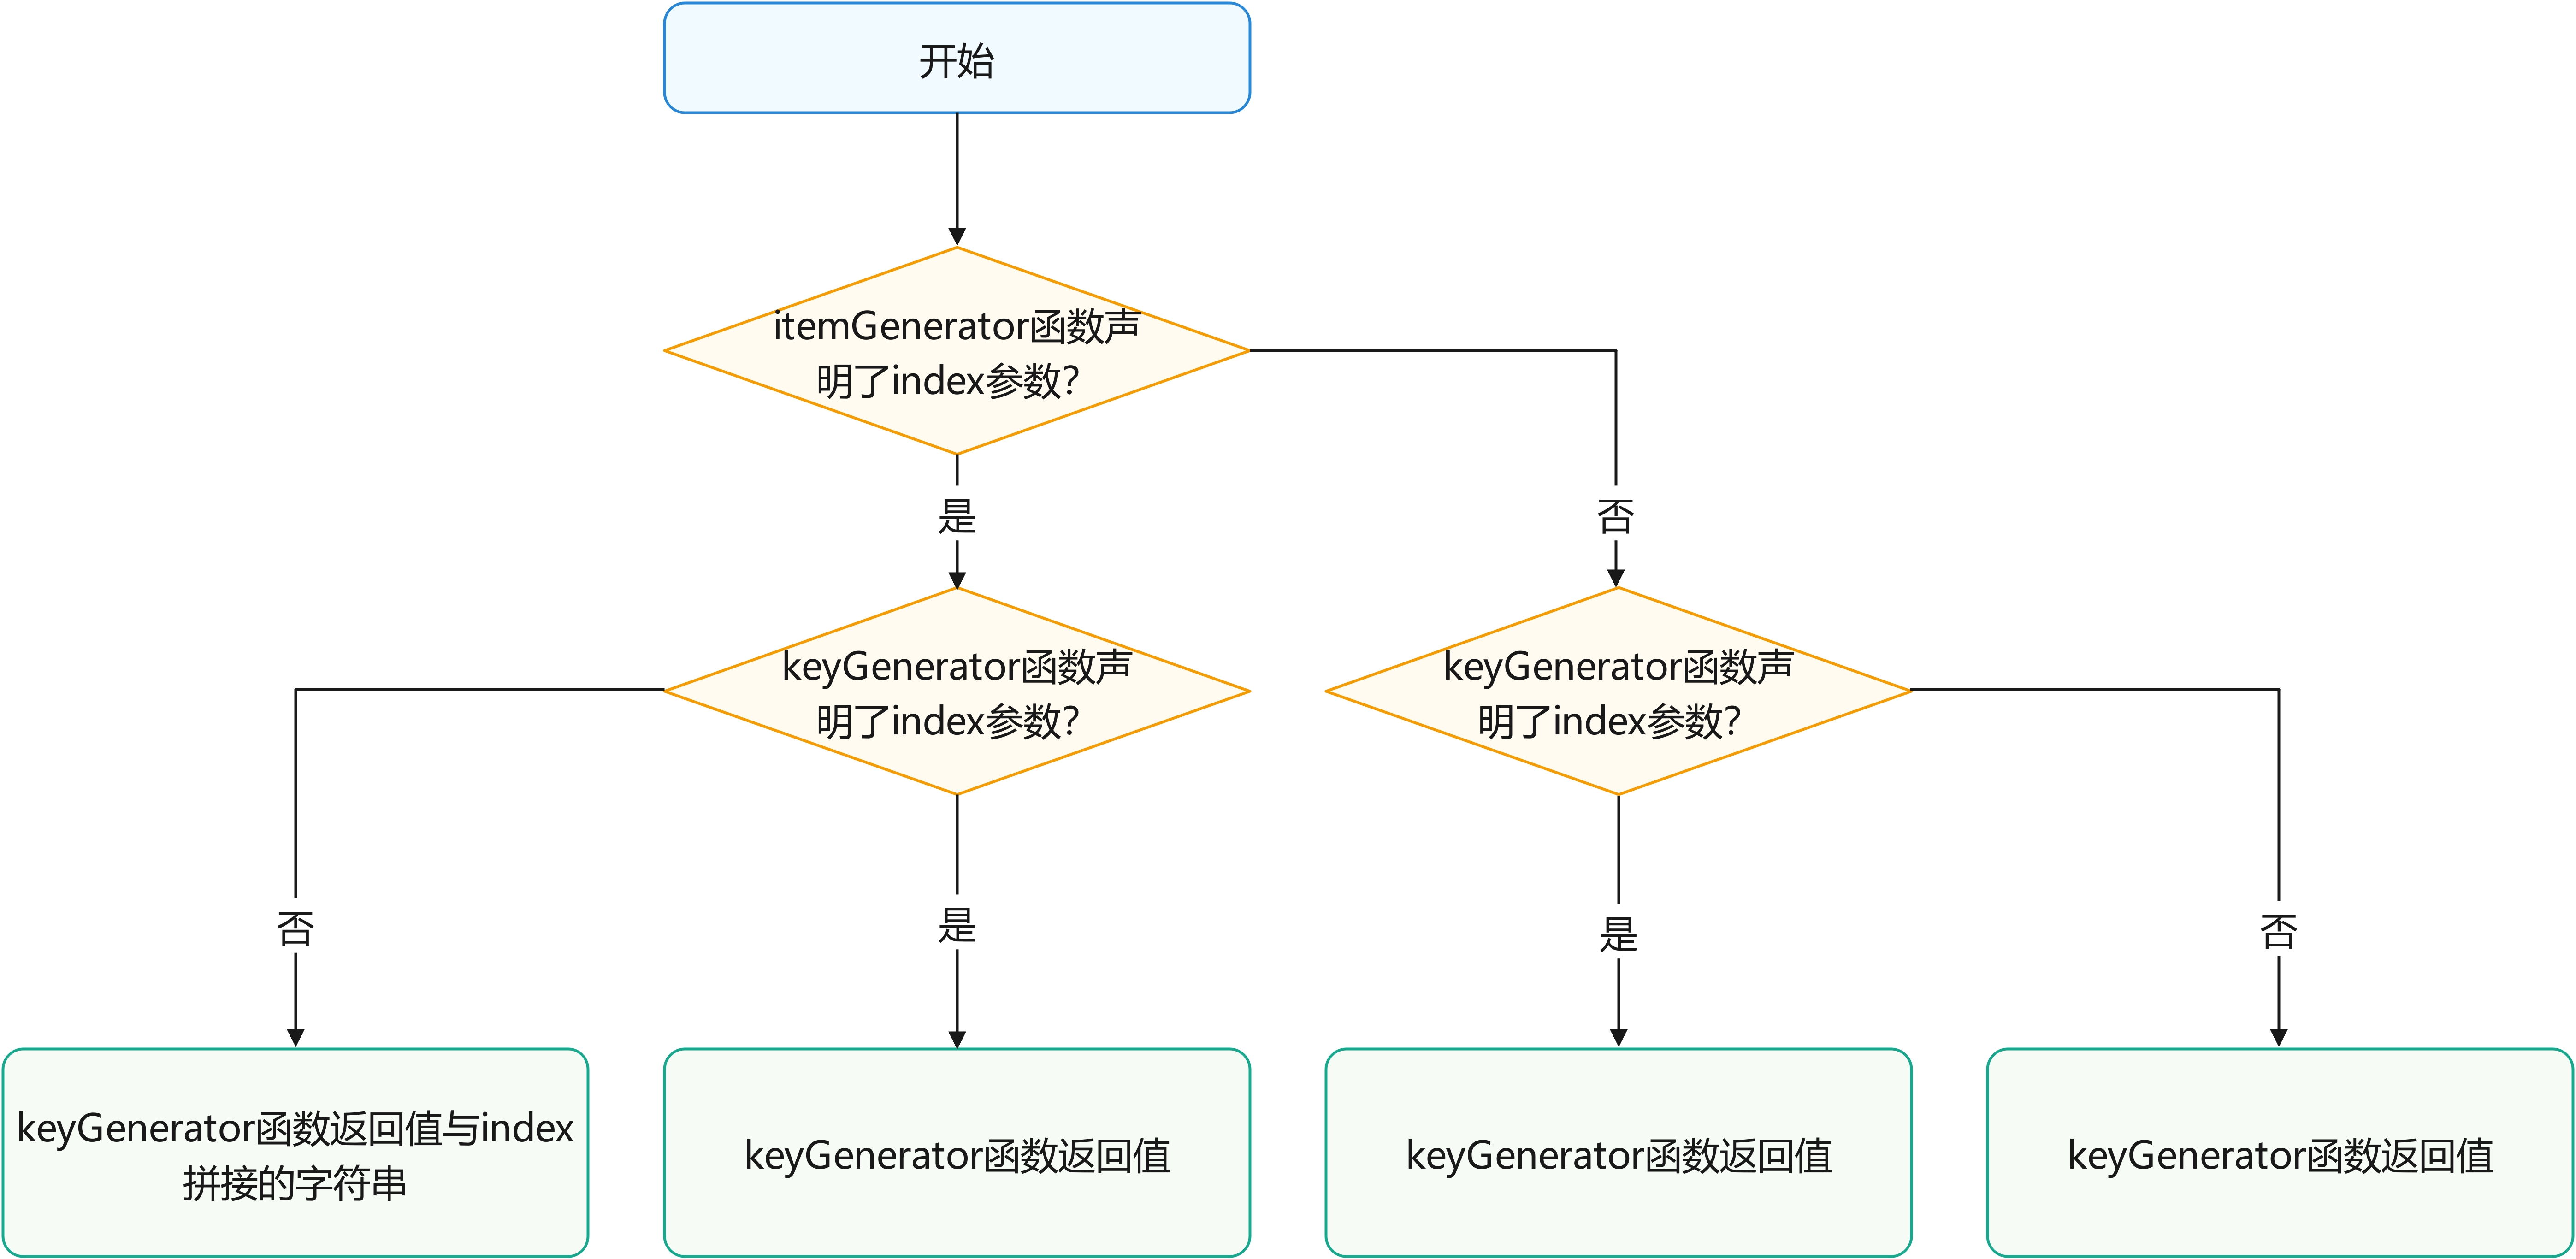 开始
itemGenerator函数声
明了index参数?
是
否
keyGenerator函数声
明了index参数?
keyGenerator函数声
明了index参数?
否
是
是
否
keyGenerator函数返回值与index
拼接的字符串
keyGenerator函数返回值
keyGenerator函数返回值
keyGenerator函数返回值